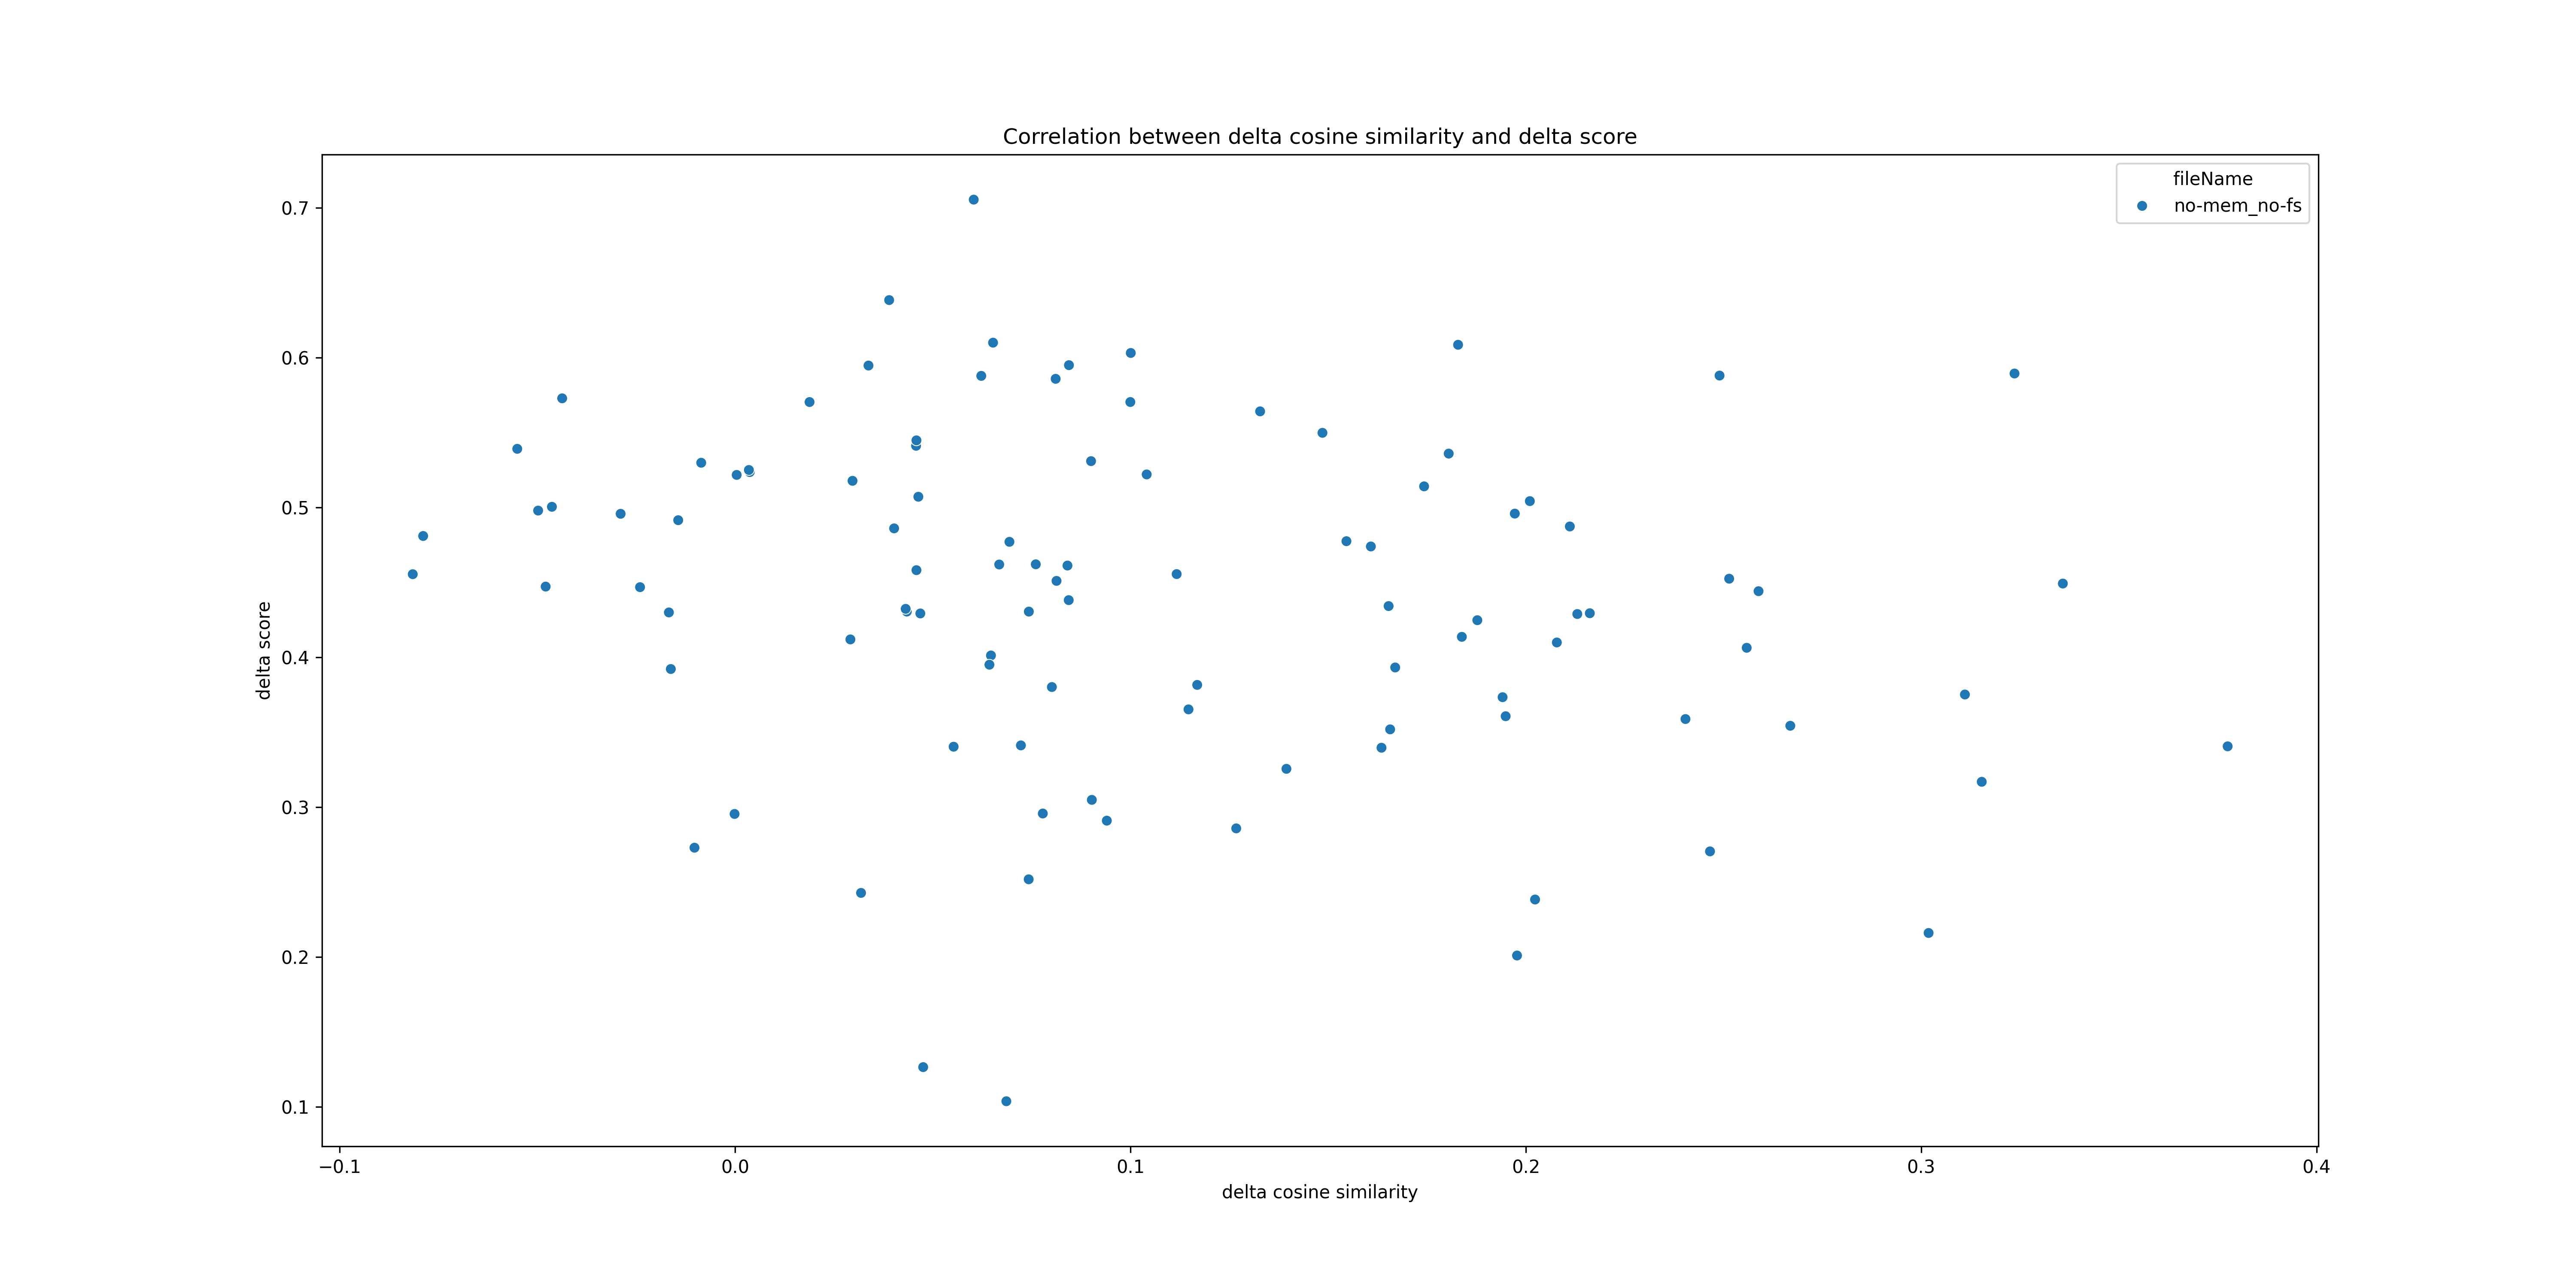 Correlation between delta cosine similarity and delta score
fileName
no-mem_no-fs
0.7
0.6
0.5
0.4
0.3
0.2
0.1
delta score
−0.1 0.0 0.1 0.2 0.3 0.4
delta cosine similarity